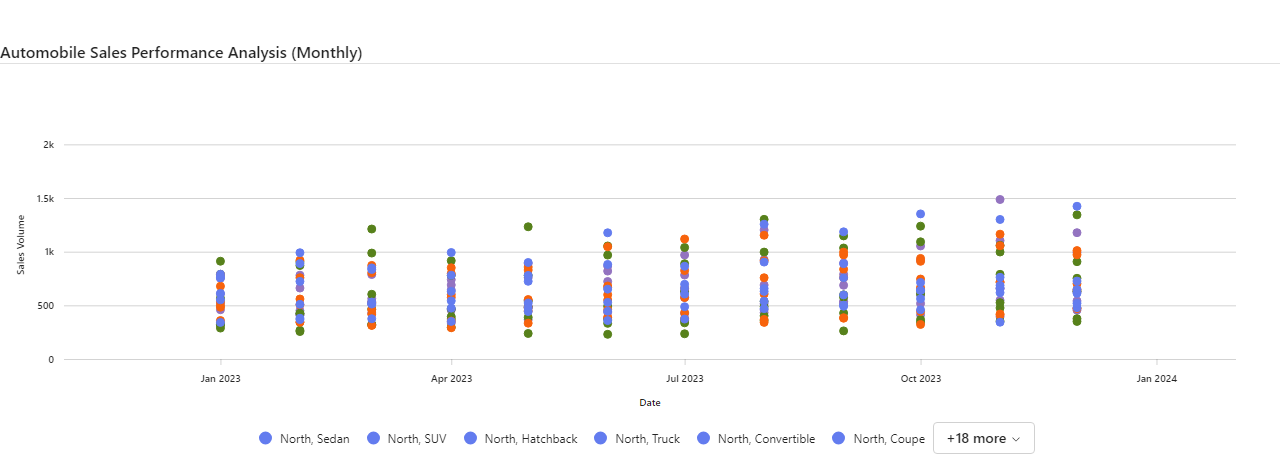 Automobile Sales Performance Analysis (Monthly)
2k
1.5k
1k
500
0
Sales Volume
Jan 2023
Apr 2023
Jul 2023
Oct 2023
Jan 2024
Date
North, Sedan
North, SUV
North, Hatchback
North, Truck
North, Convertible
North, Coupe
+18 more